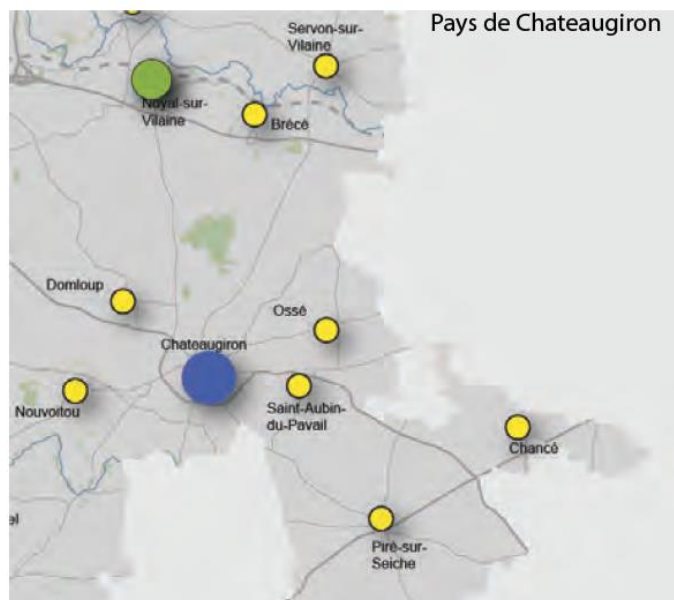 Pays de Chateaugiron
Servon-sur-
Vilaine
Noyal-sur-
Vilaine
Brécé
Domloup
Ossé
Chateaugiron
Nouvoitou
Saint-Aubin-
du-Pavail
Chancé
el
Piré-sur-
Seiche